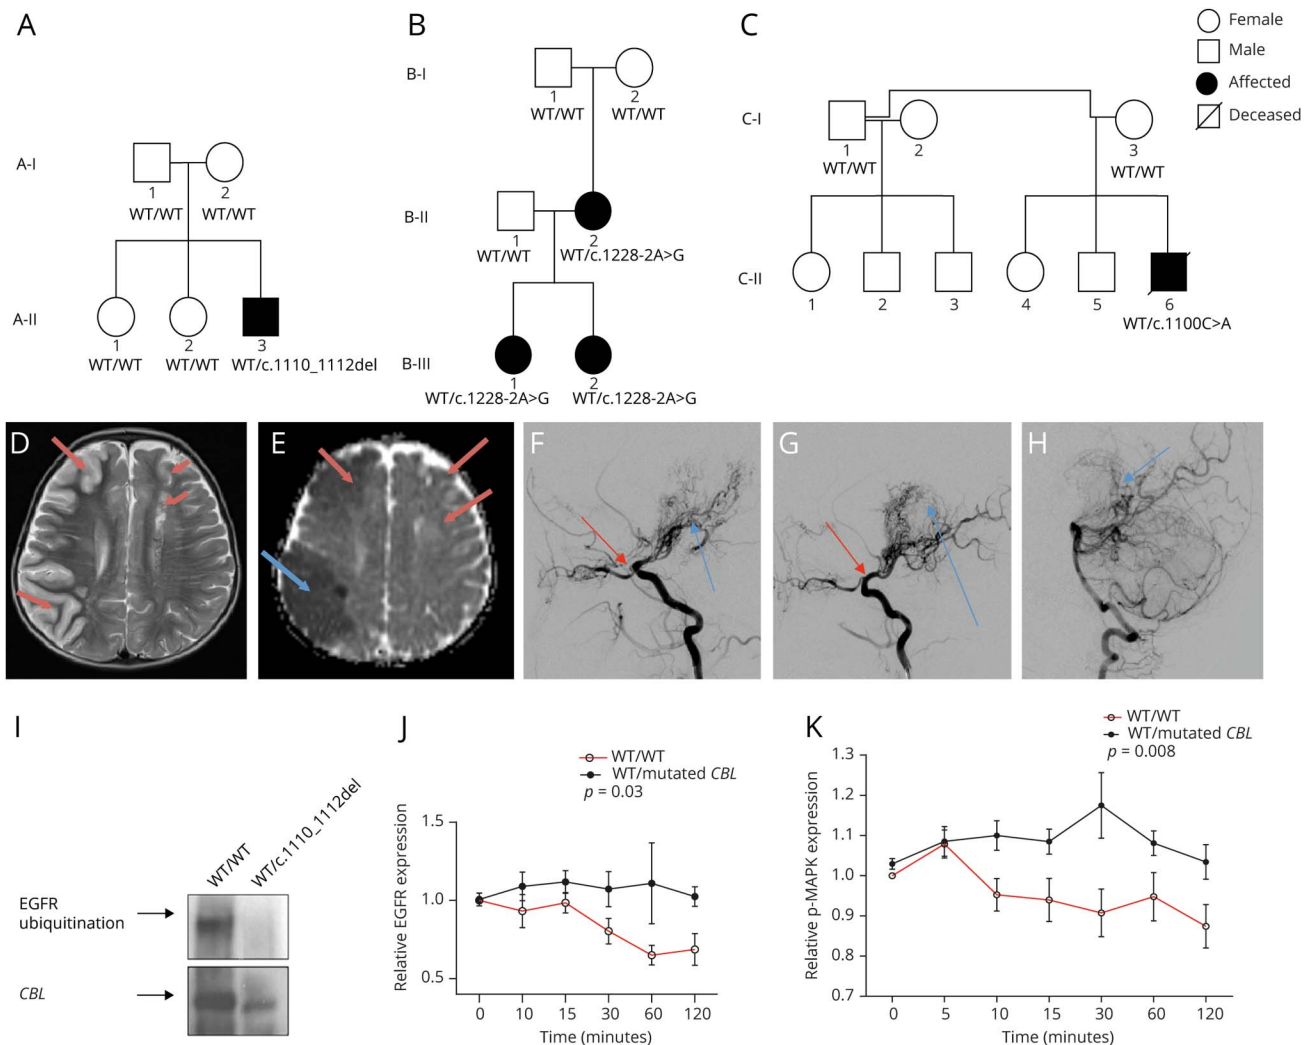 A
A-I
1
WT/WT
2
WT/WT
A-II
1
WT/WT
2
WT/WT
3
WT/c.1110_1112del
B
B-I
1
WT/WT
2
WT/WT
B-II
1
WT/WT
2
WT/c.1228-2A>G
B-III
1
WT/c.1228-2A>G
2
WT/c.1228-2A>G
C
C-I
1
WT/WT
2
3
WT/WT
C-II
1
2
3
4
5
6
WT/c.1100C>A
Female
Male
Affected
Deceased
D
E
F
G
H
I
WT/WT
WT/c.1110_1112del
EGFR
ubiquitination
CBL
J
WT/WT
WT/mutated CBL
p = 0.03
Relative EGFR expression
1.5
1.0
0.5
0 10 15 30 60 120
Time (minutes)
K
WT/WT
WT/mutated CBL
p = 0.008
Relative p-MAPK expression
1.3
1.2
1.1
1.0
0.9
0.8
0.7
0 5 10 15 30 60 120
Time (minutes)